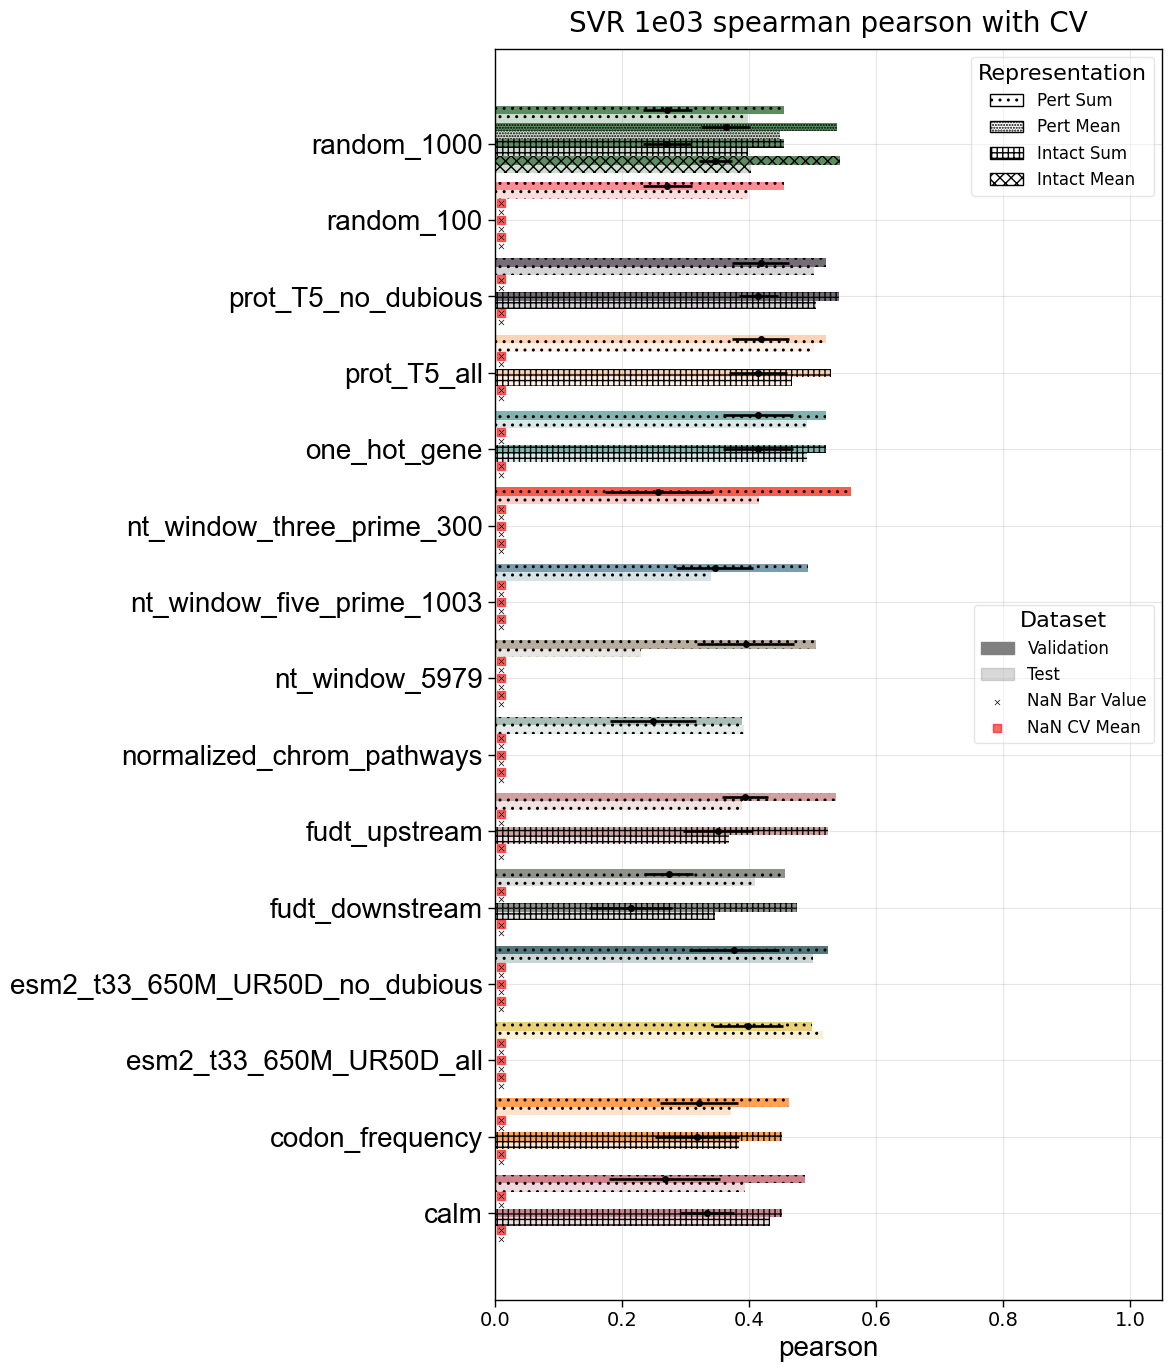 SVR 1e03 spearman pearson with CV
Representation
Pert Sum
Pert Mean
Intact Sum
Intact Mean
random_1000
random_100
prot_T5_no_dubious
prot_T5_all
one_hot_gene
nt_window_three_prime_300
nt_window_five_prime_1003
Dataset
Validation
Test
NaN Bar Value
NaN CV Mean
nt_window_5979
normalized_chrom_pathways
fudt_upstream
fudt_downstream
esm2_t33_650M_UR50D_no_dubious
esm2_t33_650M_UR50D_all
codon_frequency
calm
0.0 0.2 0.4 0.6 0.8 1.0
pearson